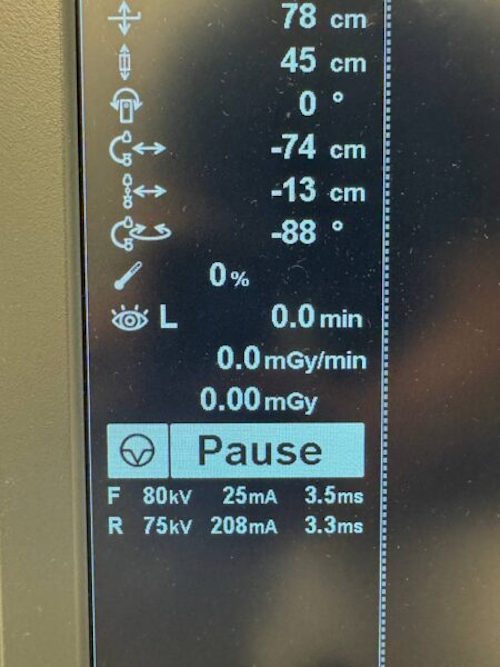 78 cm
45 cm
0 °
-74 cm
-13 cm
-88 °
0%
L 0.0 min
0.0 mGy/min
0.00 mGy
Pause
F 80kV 25mA 3.5ms
R 75kV 208mA 3.3ms